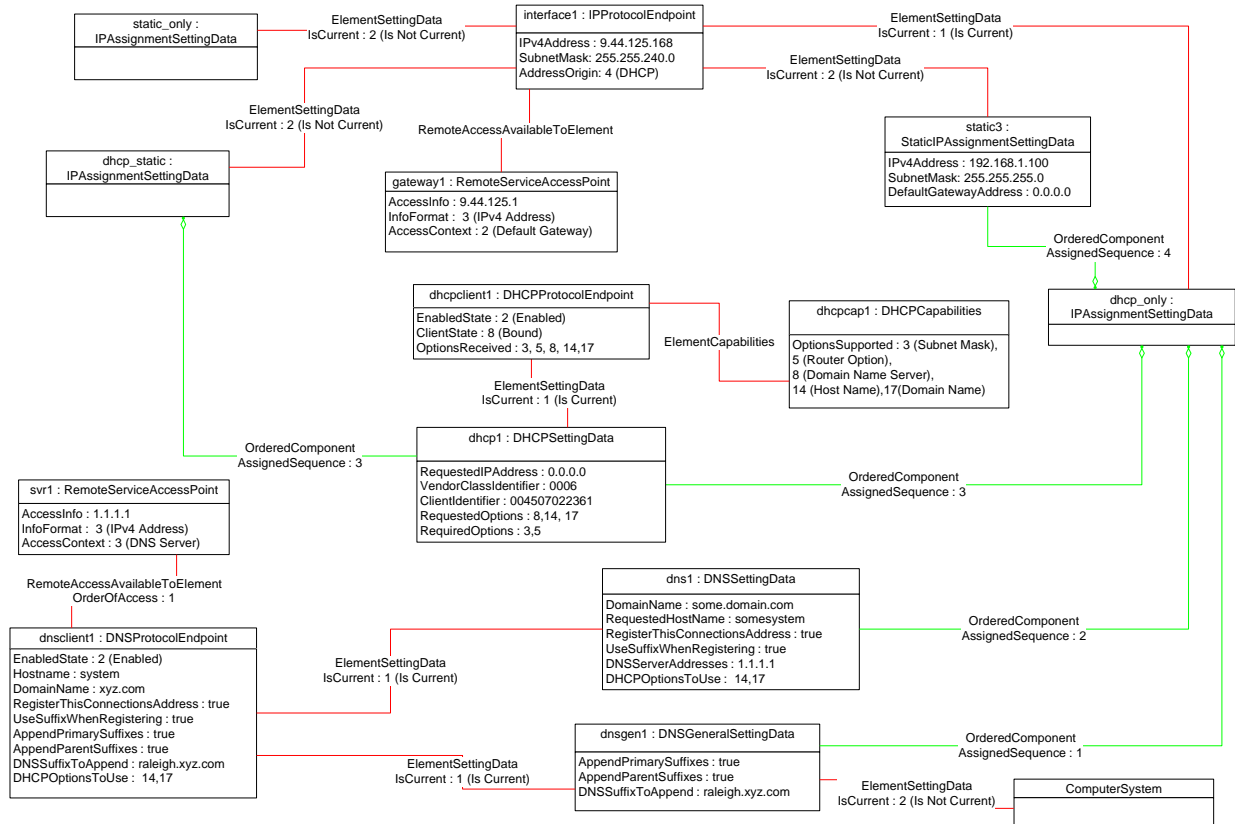 static_only :
IPAssignmentSettingData
ElementSettingData
IsCurrent : 2 (Is Not Current)
interface1 : IPProtocolEndpoint
IPv4Address : 9.44.125.168
SubnetMask: 255.255.240.0
AddressOrigin: 4 (DHCP)
ElementSettingData
IsCurrent : 1 (Is Current)
ElementSettingData
IsCurrent : 2 (Is Not Current)
ElementSettingData
IsCurrent : 2 (Is Not Current)
RemoteAccessAvailableToElement
static3 :
StaticIPAssignmentSettingData
IPv4Address : 192.168.1.100
SubnetMask: 255.255.255.0
DefaultGatewayAddress : 0.0.0.0
dhcp_static :
IPAssignmentSettingData
gateway1 : RemoteServiceAccessPoint
AccessInfo : 9.44.125.1
InfoFormat : 3 (IPv4 Address)
AccessContext : 2 (Default Gateway)
OrderedComponent
AssignedSequence : 4
dhcpclient1 : DHCPProtocolEndpoint
EnabledState : 2 (Enabled)
ClientState : 8 (Bound)
OptionsReceived : 3, 5, 8, 14,17
ElementCapabilities
dhcpcap1 : DHCPCapabilities
OptionsSupported : 3 (Subnet Mask),
5 (Router Option),
8 (Domain Name Server),
14 (Host Name),17(Domain Name)
dhcp_only :
IPAssignmentSettingData
ElementSettingData
IsCurrent : 1 (Is Current)
OrderedComponent
AssignedSequence : 3
dhcp1 : DHCPSettingData
RequestedIPAddress : 0.0.0.0
VendorClassIdentifier : 0006
ClientIdentifier : 004507022361
RequestedOptions : 8,14, 17
RequiredOptions : 3,5
OrderedComponent
AssignedSequence : 3
svr1 : RemoteServiceAccessPoint
AccessInfo : 1.1.1.1
InfoFormat : 3 (IPv4 Address)
AccessContext : 3 (DNS Server)
RemoteAccessAvailableToElement
OrderOfAccess : 1
dns1 : DNSSettingData
DomainName : some.domain.com
RequestedHostName : somesystem
RegisterThisConnectionsAddress : true
UseSuffixWhenRegistering : true
DNSServerAddresses : 1.1.1.1
DHCPOptionsToUse : 14,17
OrderedComponent
AssignedSequence : 2
dnsclient1 : DNSProtocolEndpoint
EnabledState : 2 (Enabled)
Hostname : system
DomainName : xyz.com
RegisterThisConnectionsAddress : true
UseSuffixWhenRegistering : true
AppendPrimarySuffixes : true
AppendParentSuffixes : true
DNSSuffixToAppend : raleigh.xyz.com
DHCPOptionsToUse : 14,17
ElementSettingData
IsCurrent : 1 (Is Current)
ElementSettingData
IsCurrent : 1 (Is Current)
dnsgen1 : DNSGeneralSettingData
AppendPrimarySuffixes : true
AppendParentSuffixes : true
DNSSuffixToAppend : raleigh.xyz.com
OrderedComponent
AssignedSequence : 1
ElementSettingData
IsCurrent : 2 (Is Not Current)
ComputerSystem